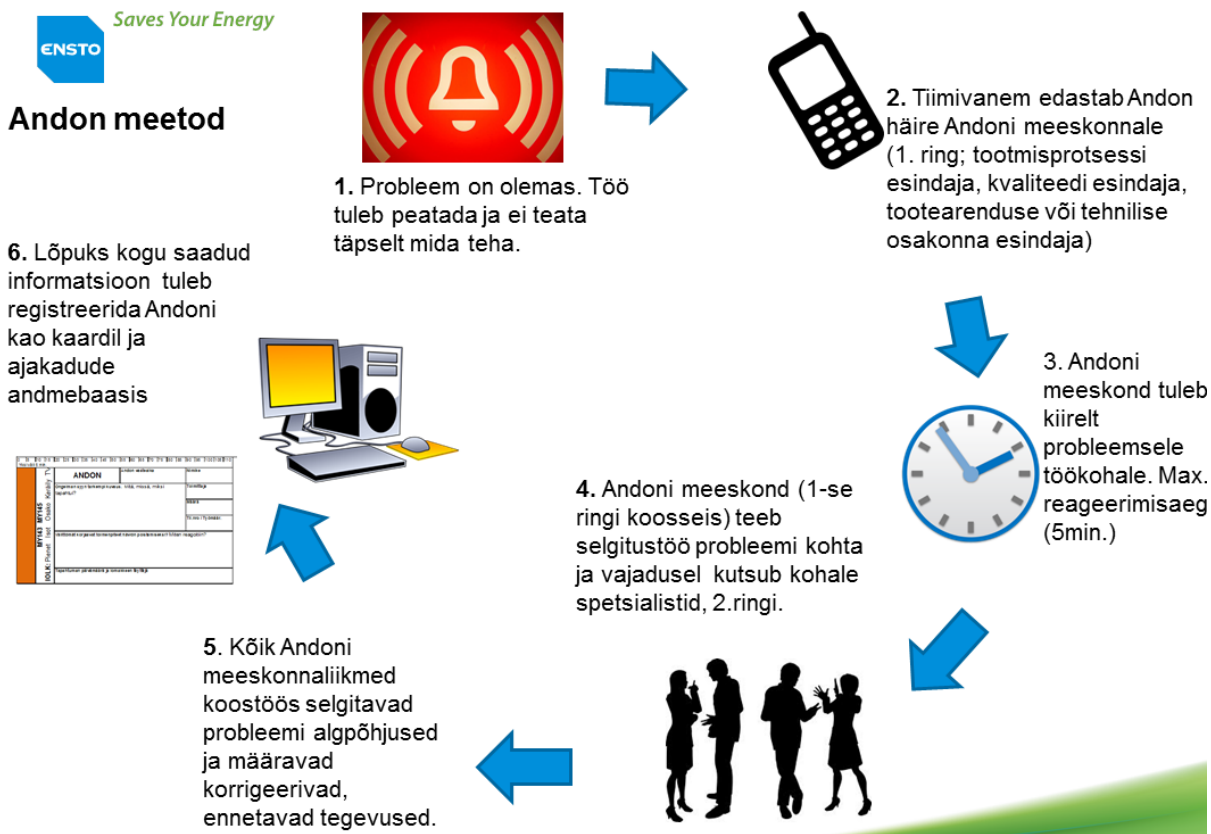 Saves Your Energy
ENSTO
Andon meetod
1. Probleem on olemas. Töö
tuleb peatada ja ei teata
täpselt mida teha.
2. Tiimivanem edastab Andon
häire Andoni meeskonnale
(1. ring; tootmisprotsessi
esindaja, kvaliteedi esindaja,
tootearenduse või tehnilise
osakonna esindaja)
3. Andoni
meeskond tuleb
kiirelt
probleemsele
töökohale. Max.
reageerimisaeg
(5min.)
4. Andoni meeskond (1-se
ringi koosseis) teeb
selgitustöö probleemi kohta
ja vajadusel kutsub kohale
spetsialistid, 2.ringi.
5. Kõik Andoni
meeskonnaliikmed
koostöös selgitavad
probleemi algpõhjused
ja määravad
korrigeerivad,
ennetavad tegevused.
6. Lõpuks kogu saadud
informatsioon tuleb
registreerida Andoni
kao kaardil ja
ajakadude
andmebaasis
ANDON
MY143 MY145